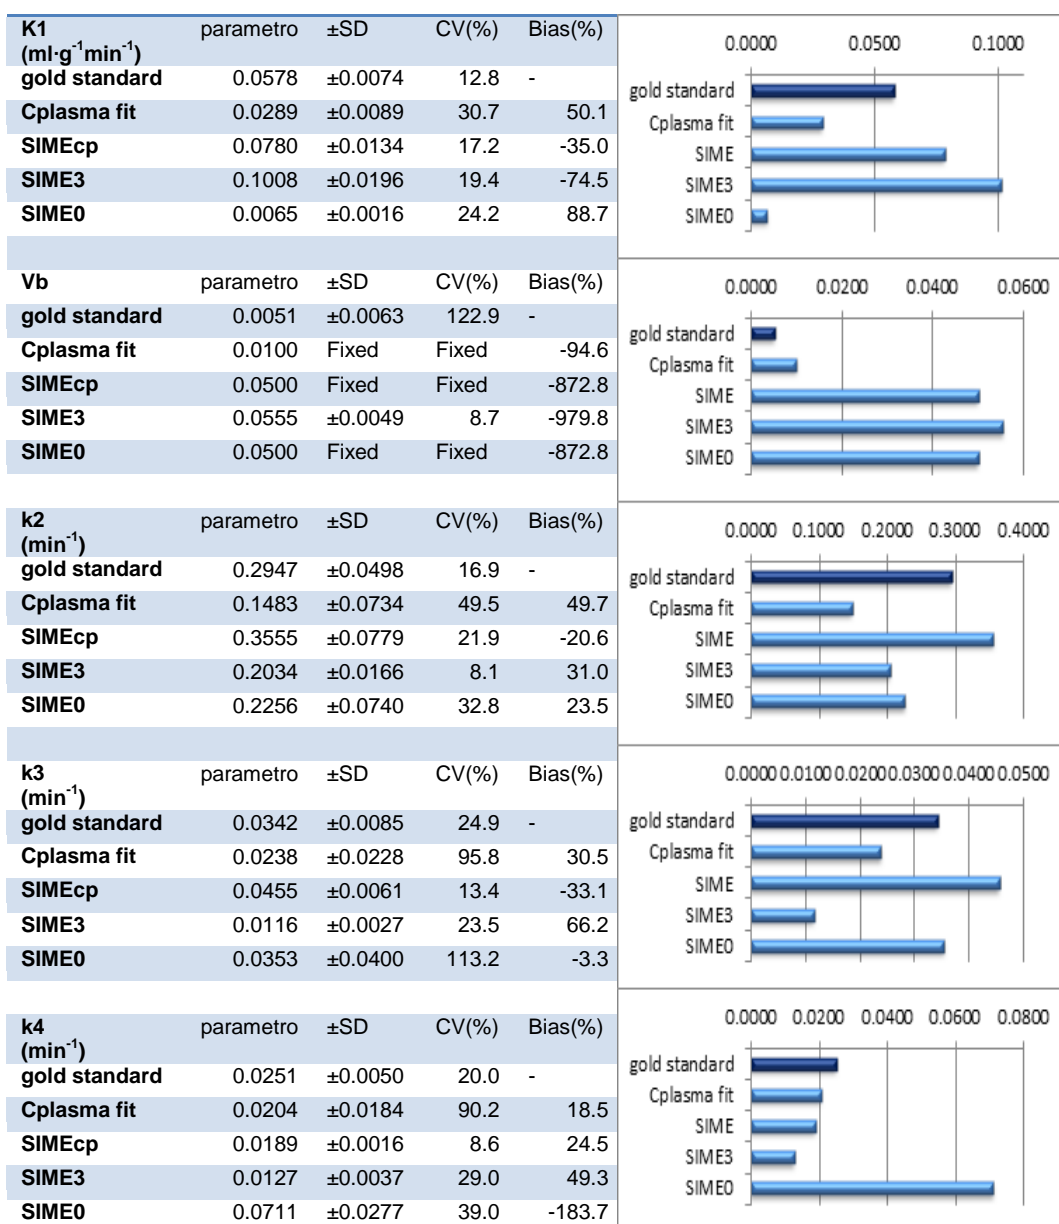 K1 parametro ±SD CV(%) Bias(%)
(ml·g⁻¹min⁻¹)
gold standard 0.0578 ±0.0074 12.8 -
Cplasma fit 0.0289 ±0.0089 30.7 50.1
SIMEcp 0.0780 ±0.0134 17.2 -35.0
SIME3 0.1008 ±0.0196 19.4 -74.5
SIME0 0.0065 ±0.0016 24.2 88.7
0.0000 0.0500 0.1000
gold standard
Cplasma fit
SIME
SIME3
SIME0
Vb parametro ±SD CV(%) Bias(%)
gold standard 0.0051 ±0.0063 122.9 -
Cplasma fit 0.0100 Fixed Fixed -94.6
SIMEcp 0.0500 Fixed Fixed -872.8
SIME3 0.0555 ±0.0049 8.7 -979.8
SIME0 0.0500 Fixed Fixed -872.8
0.0000 0.0200 0.0400 0.0600
gold standard
Cplasma fit
SIME
SIME3
SIME0
k2 parametro ±SD CV(%) Bias(%)
(min⁻¹)
gold standard 0.2947 ±0.0498 16.9 -
Cplasma fit 0.1483 ±0.0734 49.5 49.7
SIMEcp 0.3555 ±0.0779 21.9 -20.6
SIME3 0.2034 ±0.0166 8.1 31.0
SIME0 0.2256 ±0.0740 32.8 23.5
0.0000 0.1000 0.2000 0.3000 0.4000
gold standard
Cplasma fit
SIME
SIME3
SIME0
k3 parametro ±SD CV(%) Bias(%)
(min⁻¹)
gold standard 0.0342 ±0.0085 24.9 -
Cplasma fit 0.0238 ±0.0228 95.8 30.5
SIMEcp 0.0455 ±0.0061 13.4 -33.1
SIME3 0.0116 ±0.0027 23.5 66.2
SIME0 0.0353 ±0.0400 113.2 -3.3
0.0000 0.0100 0.0200 0.0300 0.0400 0.0500
gold standard
Cplasma fit
SIME
SIME3
SIME0
k4 parametro ±SD CV(%) Bias(%)
(min⁻¹)
gold standard 0.0251 ±0.0050 20.0 -
Cplasma fit 0.0204 ±0.0184 90.2 18.5
SIMEcp 0.0189 ±0.0016 8.6 24.5
SIME3 0.0127 ±0.0037 29.0 49.3
SIME0 0.0711 ±0.0277 39.0 -183.7
0.0000 0.0200 0.0400 0.0600 0.0800
gold standard
Cplasma fit
SIME
SIME3
SIME0